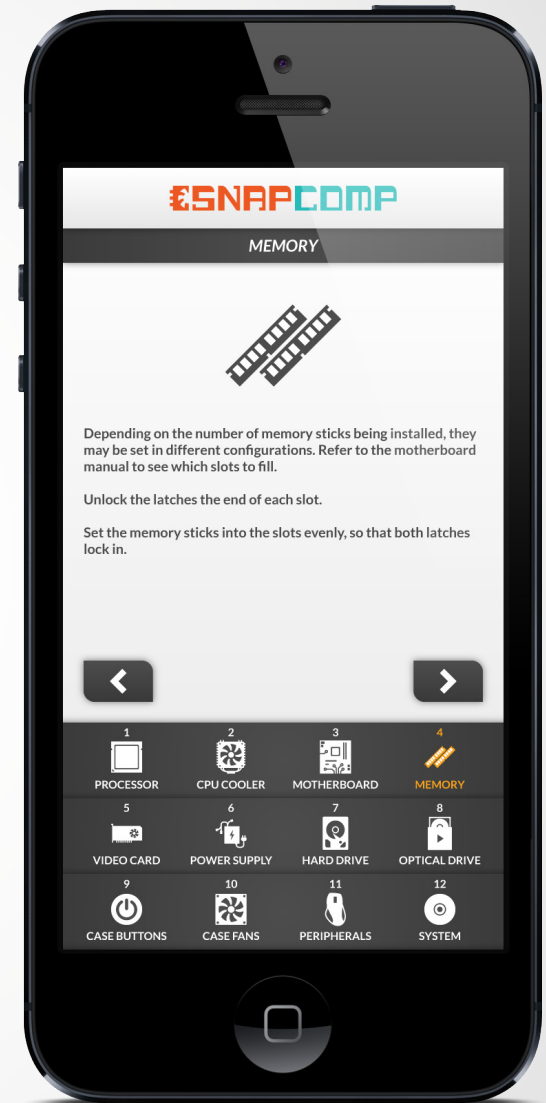 SNAPCOMP
MEMORY
Depending on the number of memory sticks being installed, they
may be set in different configurations. Refer to the motherboard
manual to see which slots to fill.
Unlock the latches the end of each slot.
Set the memory sticks into the slots evenly, so that both latches
lock in.
1 2 3 4
PROCESSOR CPU COOLER MOTHERBOARD MEMORY
5 6 7 8
VIDEO CARD POWER SUPPLY HARD DRIVE OPTICAL DRIVE
9 10 11 12
CASE BUTTONS CASE FANS PERIPHERALS SYSTEM